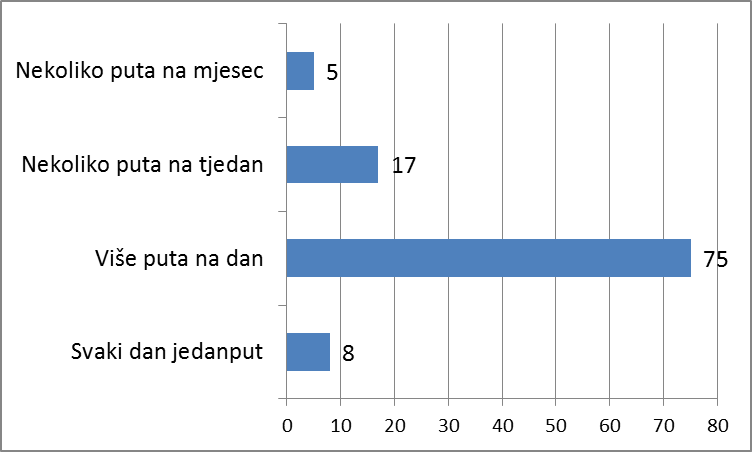 Nekoliko puta na mjesec 5
Nekoliko puta na tjedan 17
Više puta na dan 75
Svaki dan jedanput 8
0 10 20 30 40 50 60 70 80